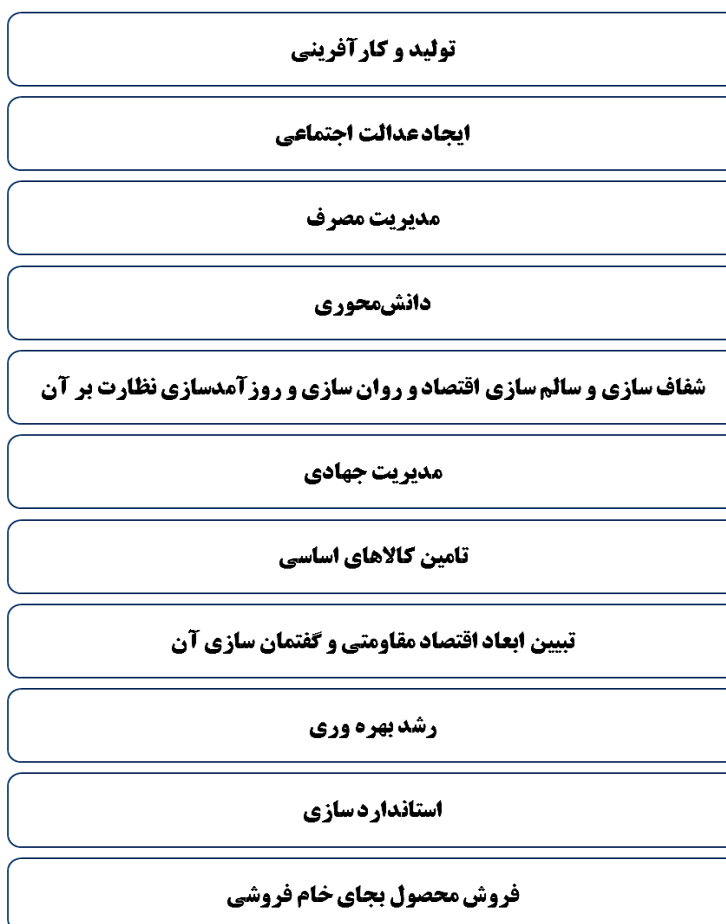 تولید و کارآفرینی
ایجاد عدالت اجتماعی
مدیریت مصرف
دانش‌محوری
شفاف سازی و سالم سازی اقتصاد و روان سازی و روزآمدسازی نظارت بر آن
مدیریت جهادی
تامین کالاهای اساسی
تبیین ابعاد اقتصاد مقاومتی و گفتمان سازی آن
رشد بهره وری
استاندارد سازی
فروش محصول بجای خام فروشی